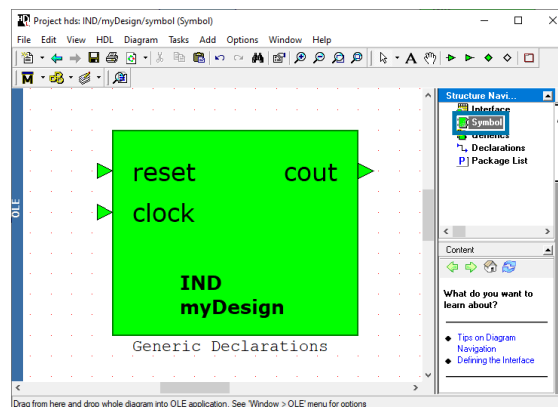 Project hds: IND/myDesign/symbol (Symbol)
File Edit View HDL Diagram Tasks Add Options Window Help
A
M
Structure Navi...
Interface
Symbol
Generics
Declarations
P Package List
OLE
reset cout
clock
IND
myDesign
Generic Declarations
Content
What do you want to
learn about?
Tips on Diagram
Navigation
Defining the Interface
Drag from here and drop whole diagram into OLE application. See 'Window > OLE' menu for options